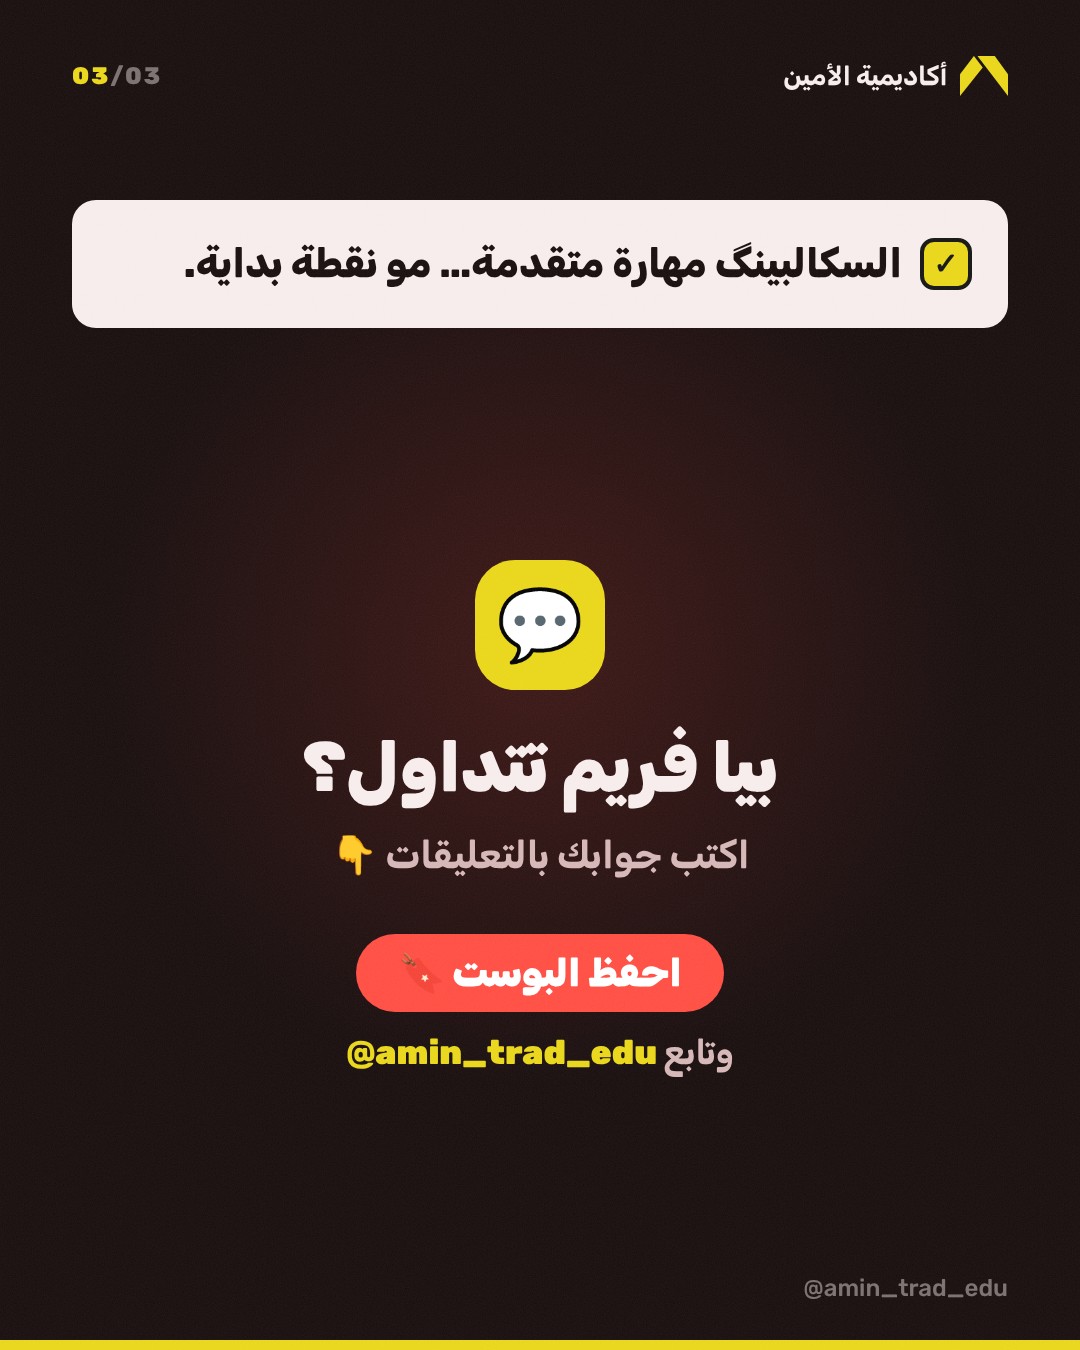 أكاديمية الأمين
03/03
السكالبينگ مهارة متقدمة... مو نقطة بداية.
بيا فريم تتداول؟
اكتب جوابك بالتعليقات 👇
احفظ البوست 🔖
وتابع @amin_trad_edu
@amin_trad_edu